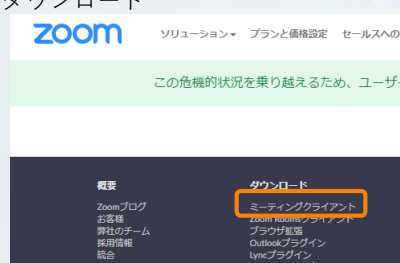 ダウンロード
zoom
ソリューション▾ プランと価格設定 セールスへの
この危機的状況を乗り越えるため、ユーザ
概要
Zoomブログ
お客様
弊社のチーム
採用情報
統合
ダウンロード
ミーティングクライアント
Zoom Roomsクライアント
ブラウザ拡張
Outlookプラグイン
Lyncプラグイン